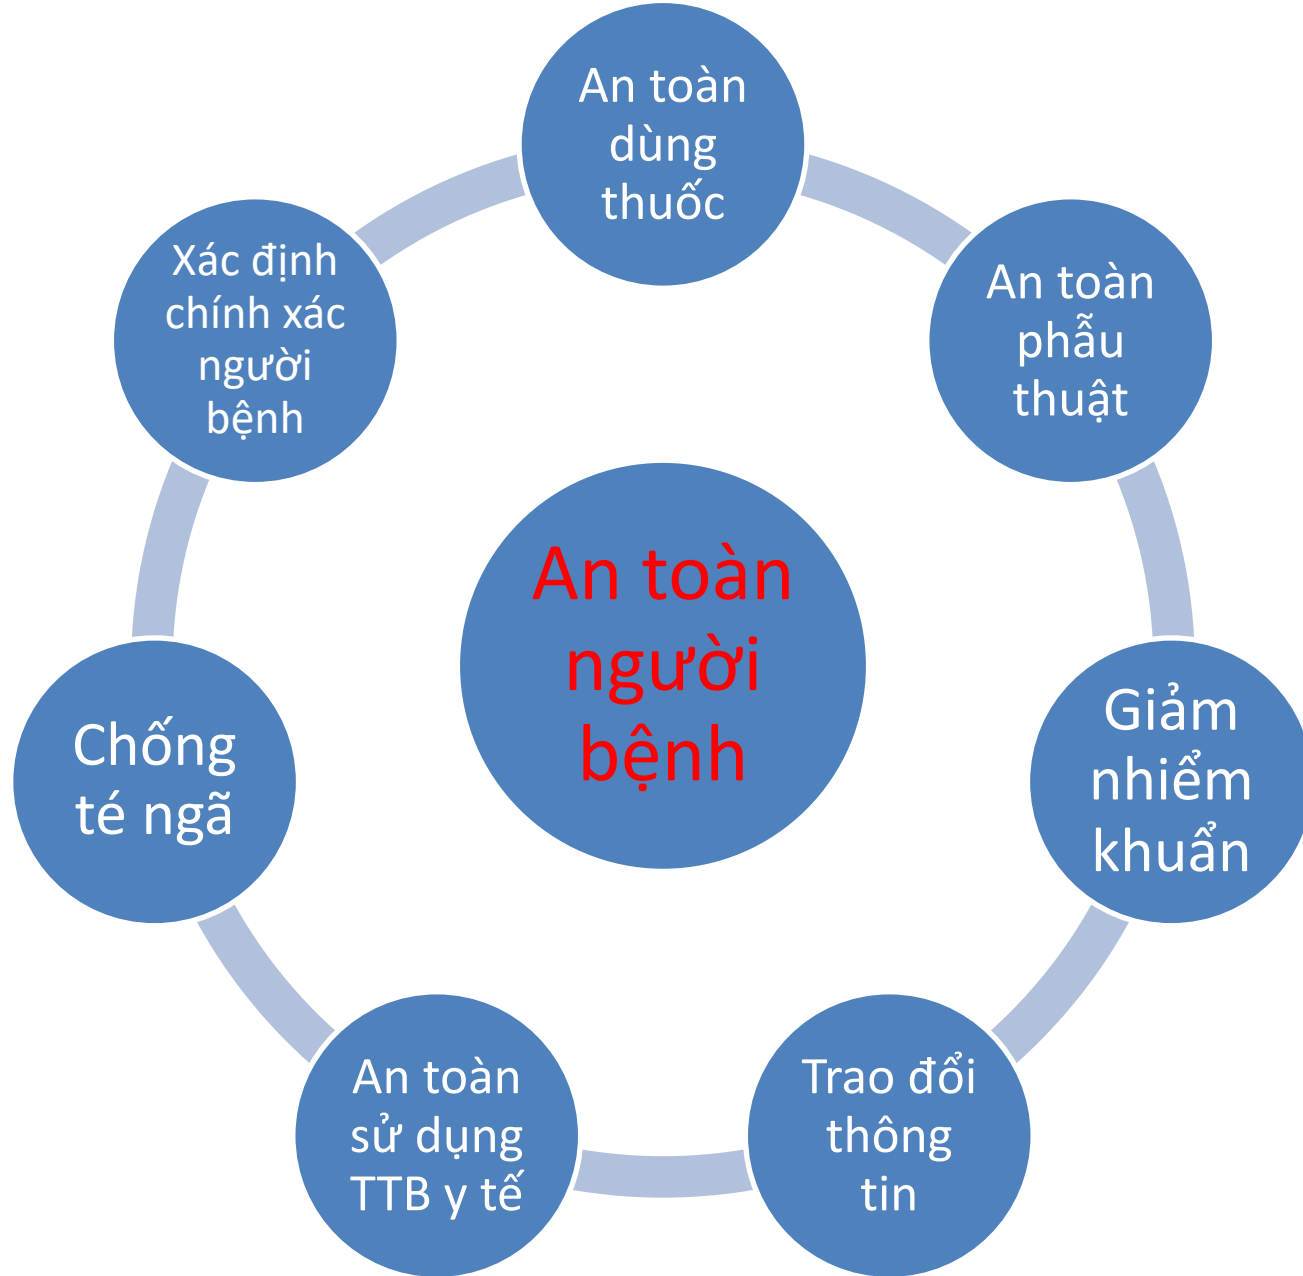 An toàn
dùng
thuốc
An toàn
phẫu
thuật
Giảm
nhiểm
khuẩn
Trao đổi
thông
tin
An toàn
sử dụng
TTB y tế
Chống
té ngã
Xác định
chính xác
người
bệnh
An toàn
người
bệnh